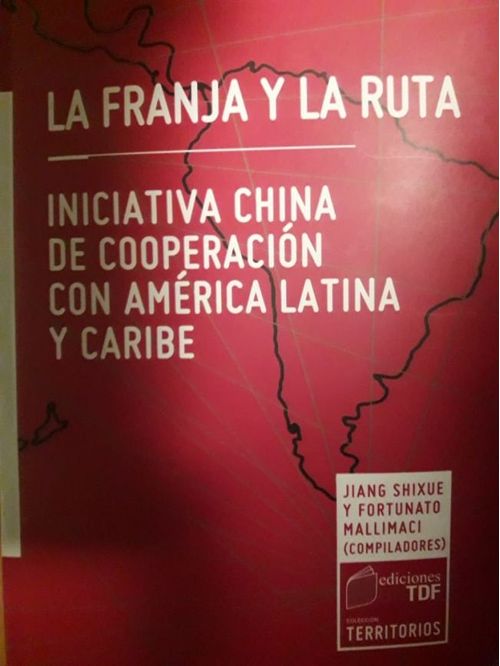 LA FRANJA Y LA RUTA
INICIATIVA CHINA
DE COOPERACIÓN
CON AMÉRICA LATINA
Y CARIBE
JIANG SHIXUE
Y FORTUNATO
MALLIMACI
(COMPILADORES)
ediciones
TDF
COLECCIÓN
TERRITORIOS